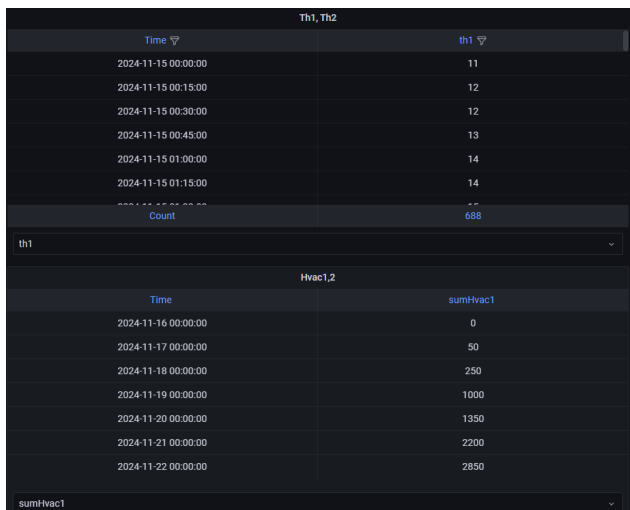 Th1, Th2
Time th1
2024-11-15 00:00:00 11
2024-11-15 00:15:00 12
2024-11-15 00:30:00 12
2024-11-15 00:45:00 13
2024-11-15 01:00:00 14
2024-11-15 01:15:00 14
Count 688
th1
Hvac1,2
Time sumHvac1
2024-11-16 00:00:00 0
2024-11-17 00:00:00 50
2024-11-18 00:00:00 250
2024-11-19 00:00:00 1000
2024-11-20 00:00:00 1350
2024-11-21 00:00:00 2200
2024-11-22 00:00:00 2850
sumHvac1